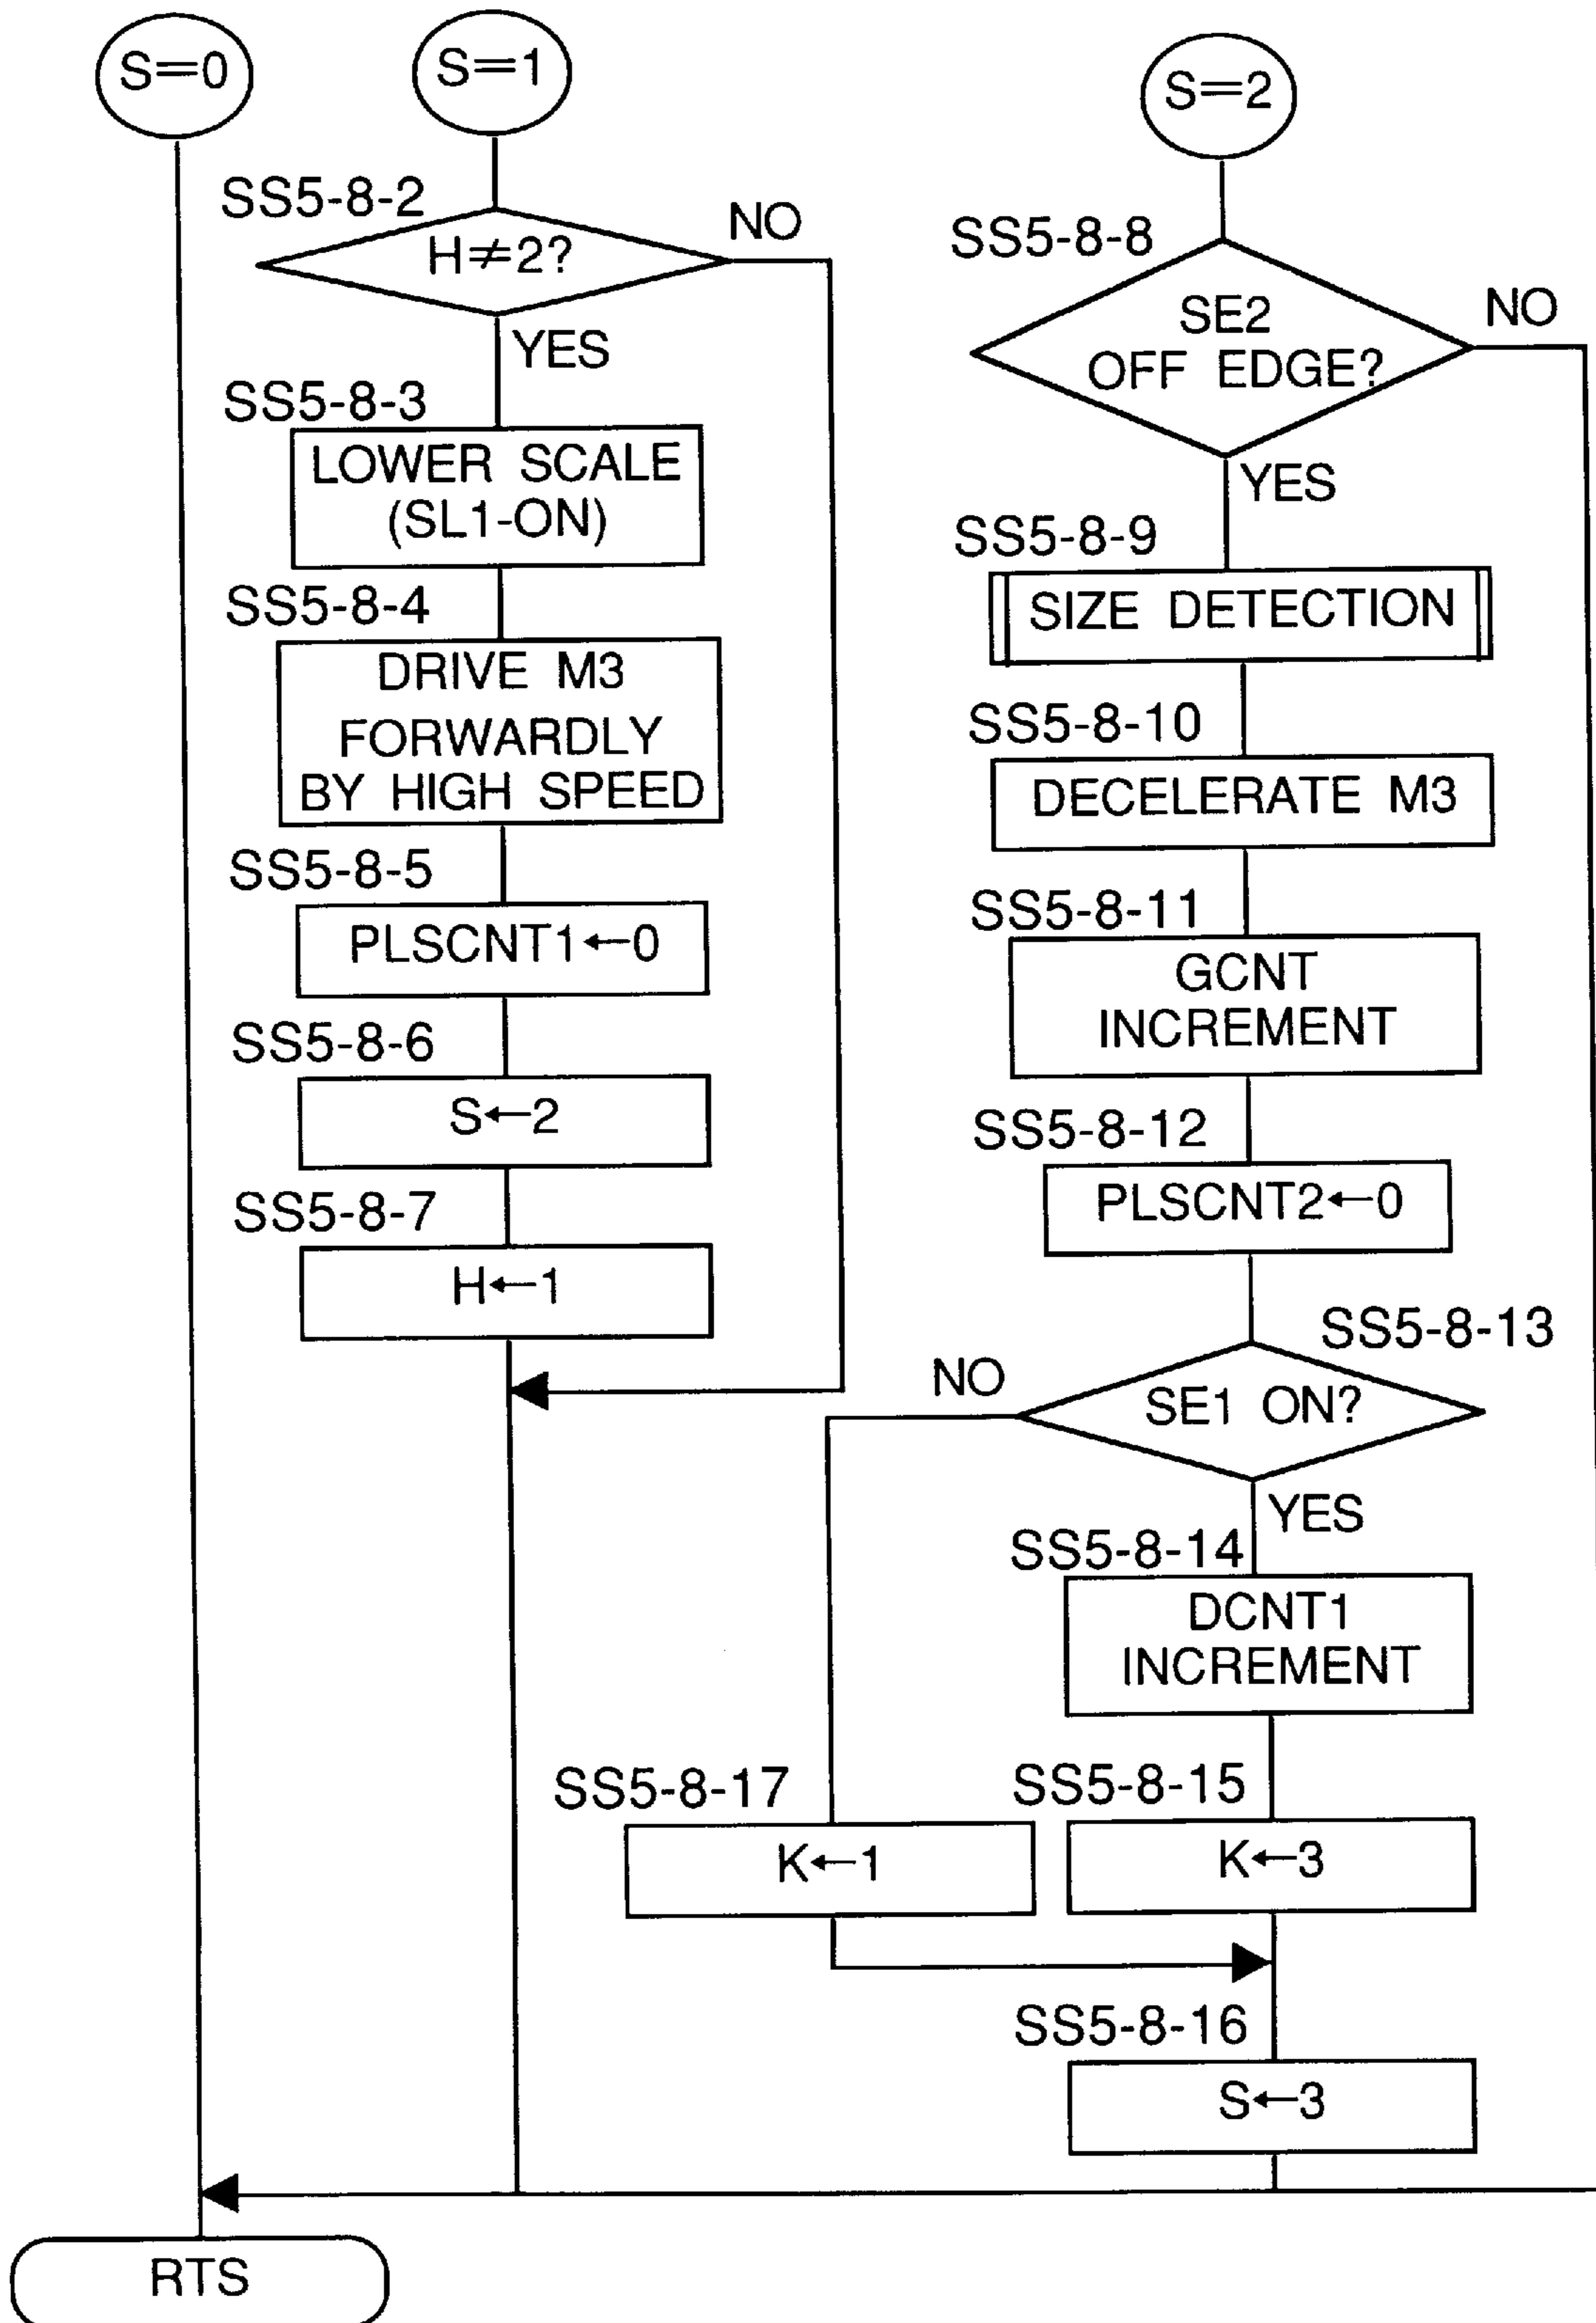 S=0
S=1
SS5-8-2
H≠2?
NO
YES
SS5-8-3
LOWER SCALE
(SL1-ON)
SS5-8-4
DRIVE M3
FORWARDLY
BY HIGH SPEED
SS5-8-5
PLSCNT1←0
SS5-8-6
S←2
SS5-8-7
H←1
S=2
SS5-8-8
SE2
OFF EDGE?
NO
YES
SS5-8-9
SIZE DETECTION
SS5-8-10
DECELERATE M3
SS5-8-11
GCNT
INCREMENT
SS5-8-12
PLSCNT2←0
SS5-8-13
SE1 ON?
NO
YES
SS5-8-14
DCNT1
INCREMENT
SS5-8-17
K←1
SS5-8-15
K←3
SS5-8-16
S←3
RTS